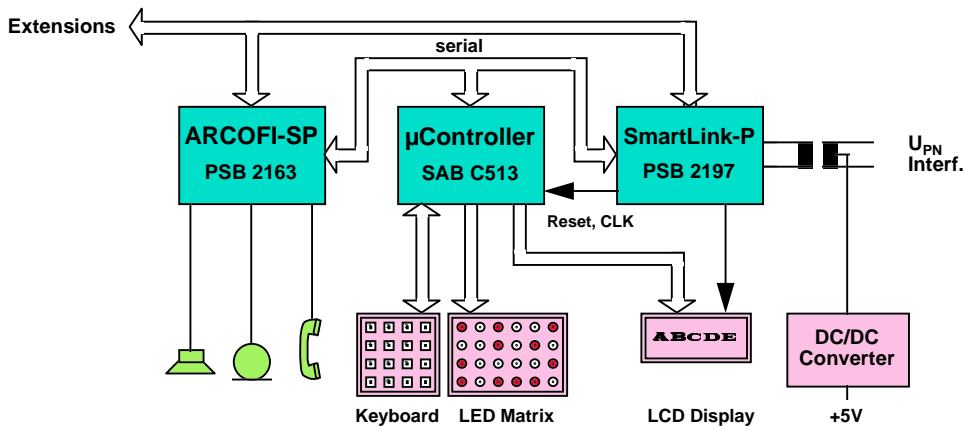 Extensions
serial
ARCOFI-SP
PSB 2163
µController
SAB C513
SmartLink-P
PSB 2197
UPN
Interf.
Reset, CLK
ABCDE
DC/DC
Converter
Keyboard
LED Matrix
LCD Display
+5V